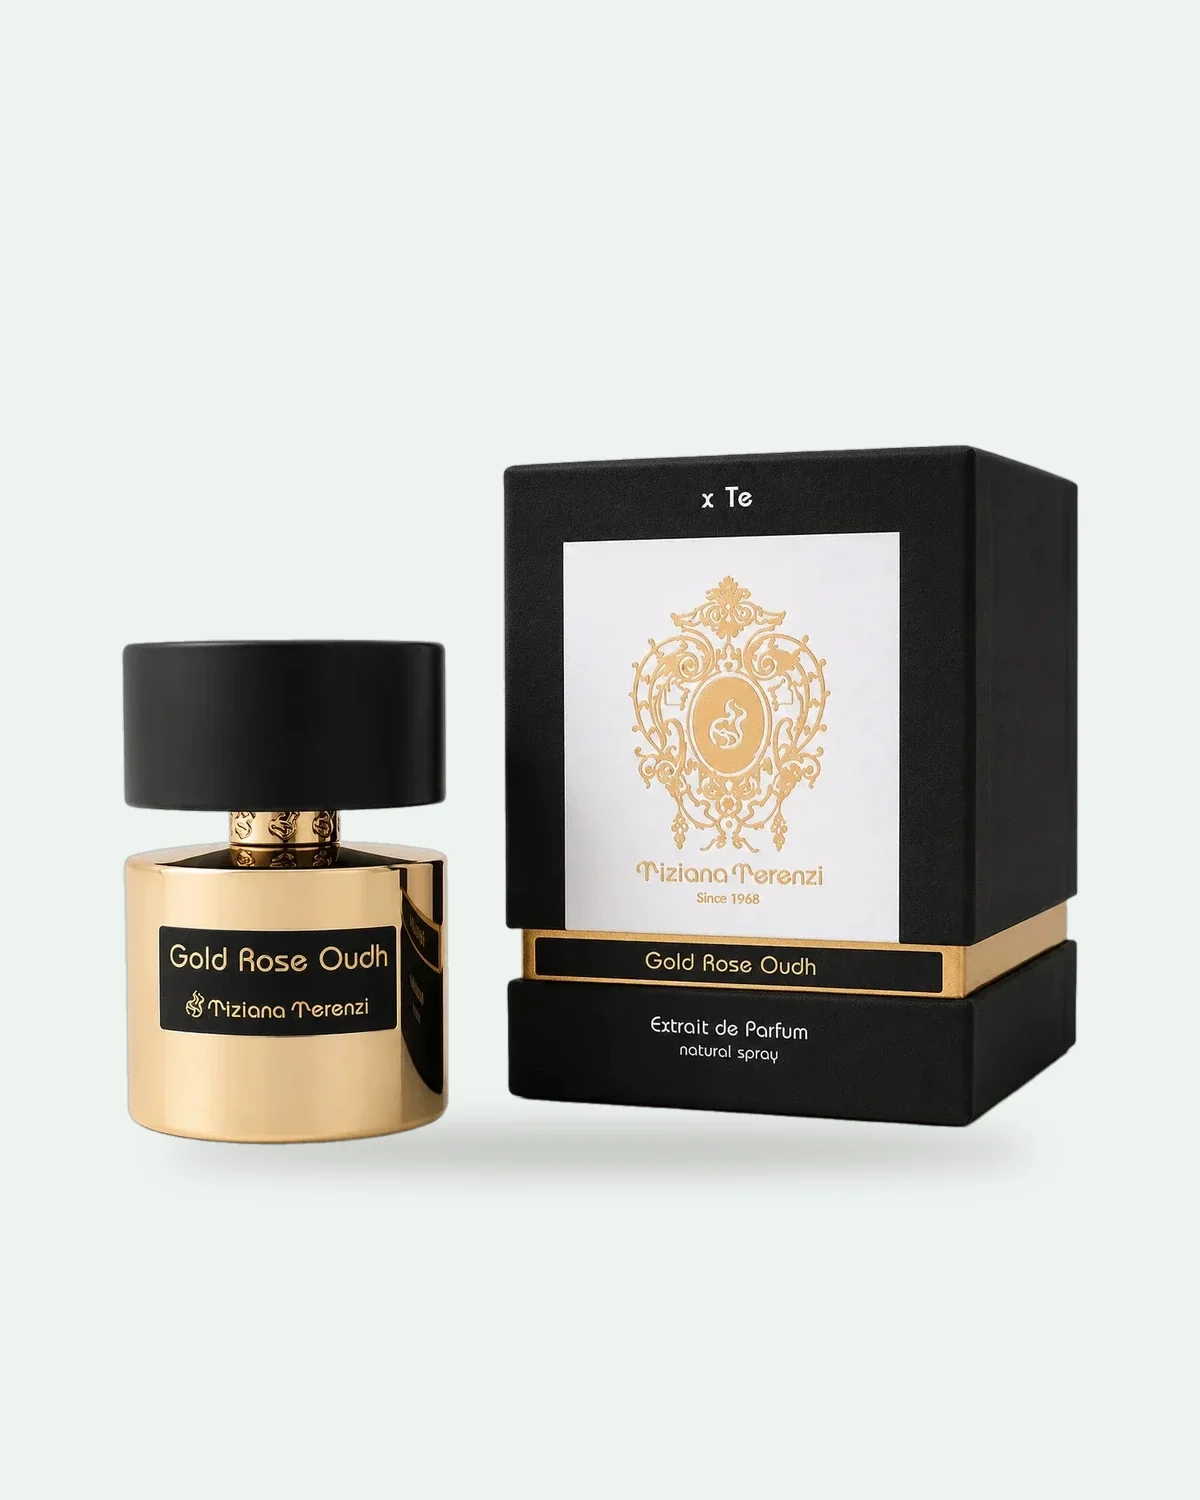 x Te
Tiziana Terenzi
Since 1968
Gold Rose Oudh
Extrait de Parfum
natural spray
Gold Rose Oudh
Tiziana Terenzi